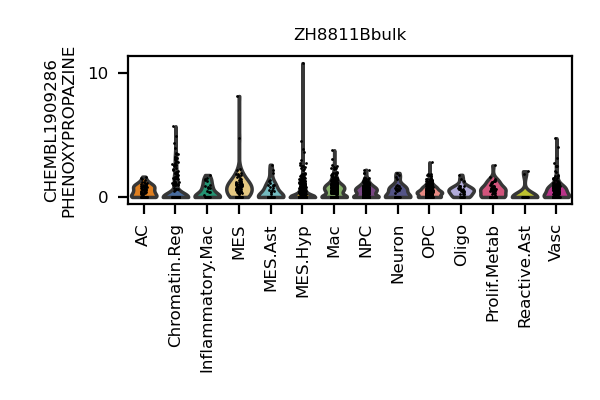 ZH8811Bbulk
CHEMBL1909286
PHENOXYPROPAZINE
10
0
AC
Chromatin.Reg
Inflammatory.Mac
MES
MES.Ast
MES.Hyp
Mac
NPC
Neuron
OPC
Oligo
Prolif.Metab
Reactive.Ast
Vasc